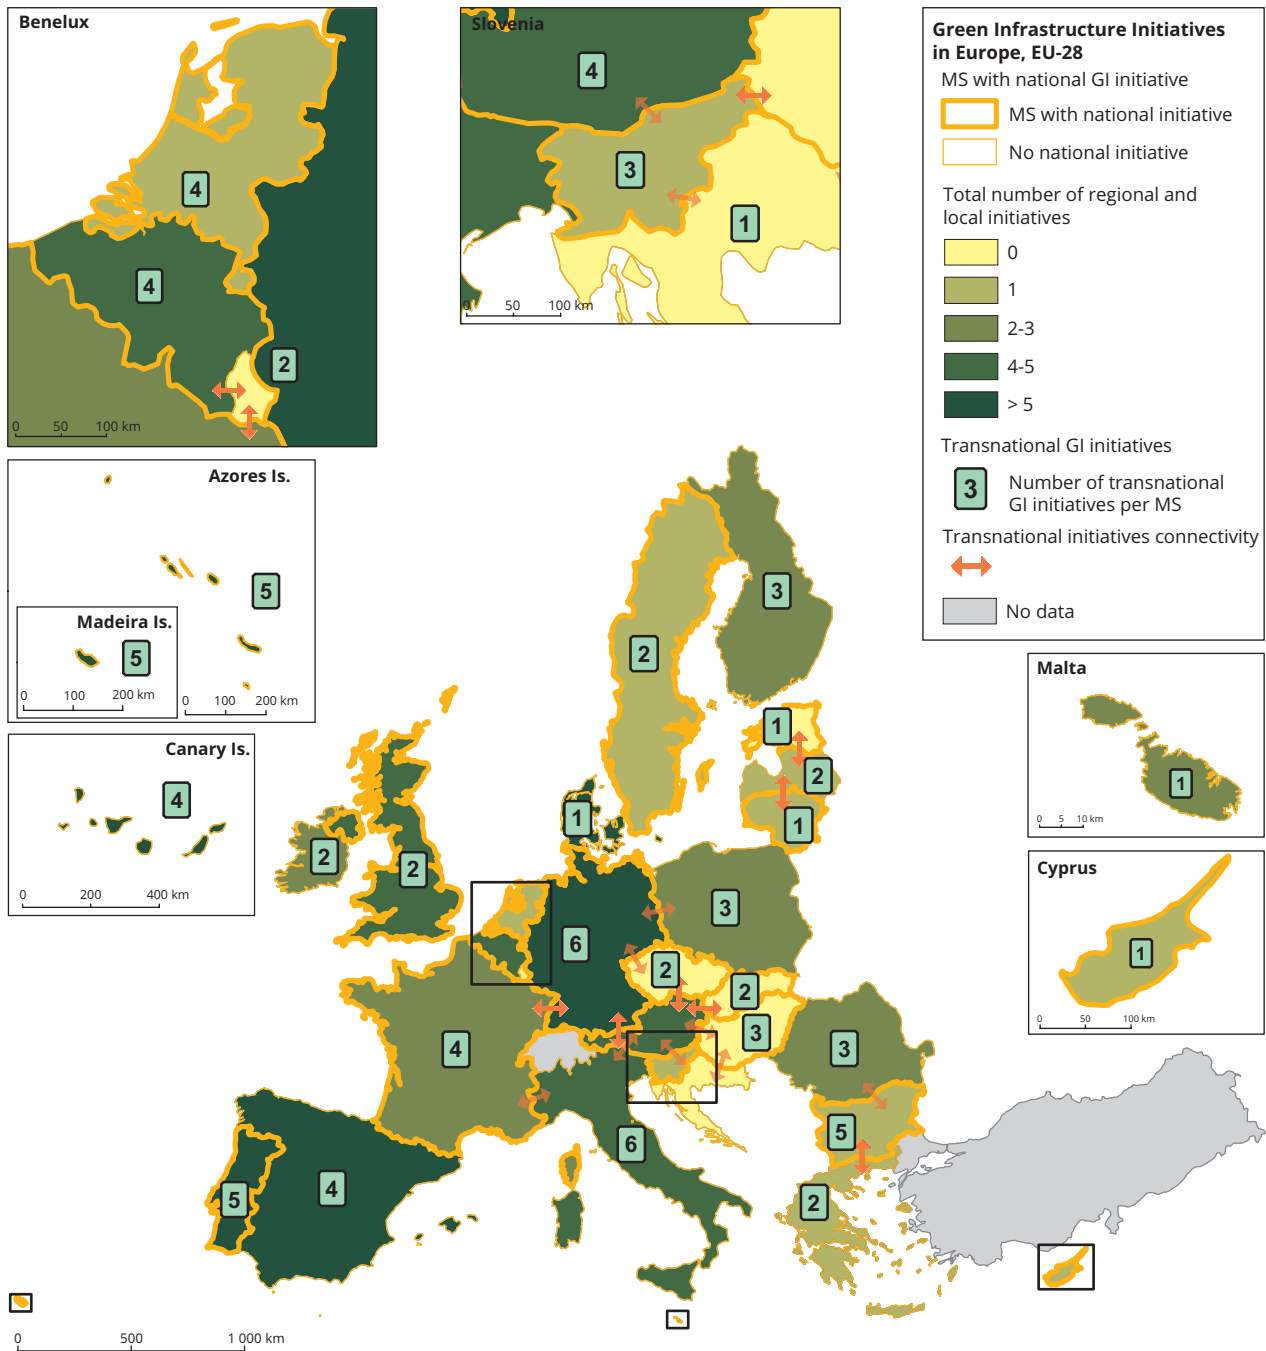 Benelux
4
4
2
0 50 100 km
Slovenia
4
3
1
0 50 100 km
Green Infrastructure Initiatives
in Europe, EU-28
MS with national GI initiative
MS with national initiative
No national initiative
Total number of regional and
local initiatives
0
1
2-3
4-5
> 5
Transnational GI initiatives
3
Number of transnational
GI initiatives per MS
Transnational initiatives connectivity
No data
Azores Is.
5
0 100 200 km
Madeira Is.
5
0 100 200 km
Canary Is.
4
0 200 400 km
Malta
1
0 5 10 km
Cyprus
1
0 50 100 km
3
2
1
2
1
1
2
2
3
6
2
2
3
4
3
5
6
4
5
2
0 500 1 000 km